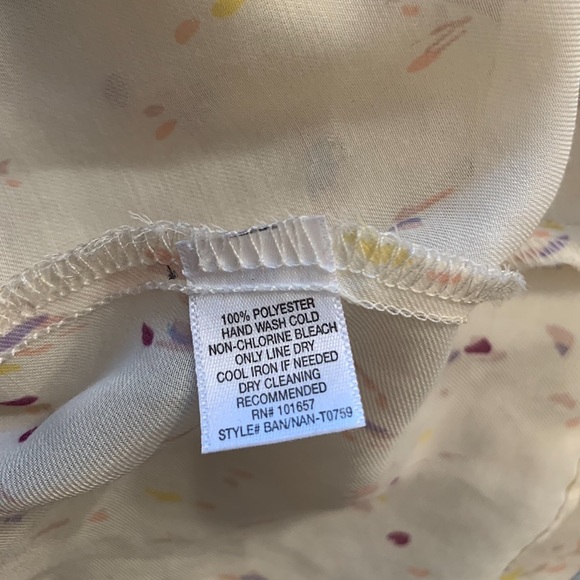 100% POLYESTER
HAND WASH COLD
NON-CHLORINE BLEACH
ONLY LINE DRY
COOL IRON IF NEEDED
DRY CLEANING
RECOMMENDED
RN# 101657
STYLE# BAN/NAN-T0759